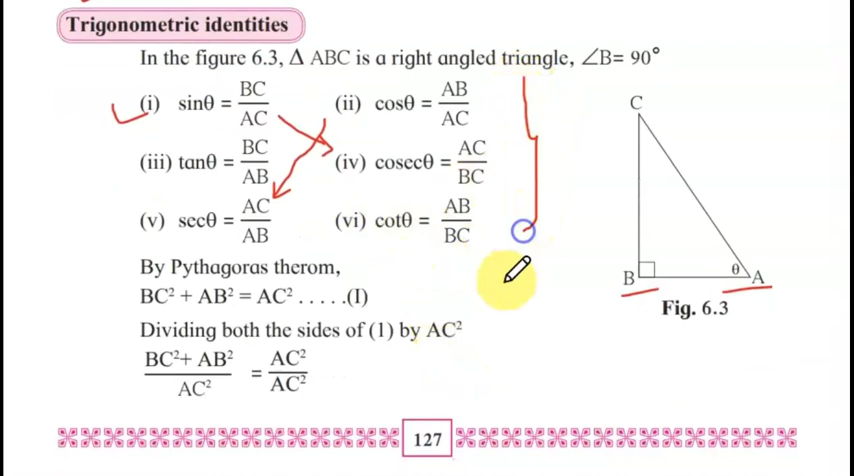 Trigonometric identities
In the figure 6.3, Δ ABC is a right angled triangle, ∠B= 90°
(i) sinθ = BC/AC (ii) cosθ = AB/AC
(iii) tanθ = BC/AB (iv) cosecθ = AC/BC
(v) secθ = AC/AB (vi) cotθ = AB/BC
C
B θ A
Fig. 6.3
By Pythagoras therom,
BC² + AB² = AC² . . . . .(I)
Dividing both the sides of (1) by AC²
BC²+ AB²/AC² = AC²/AC²
127